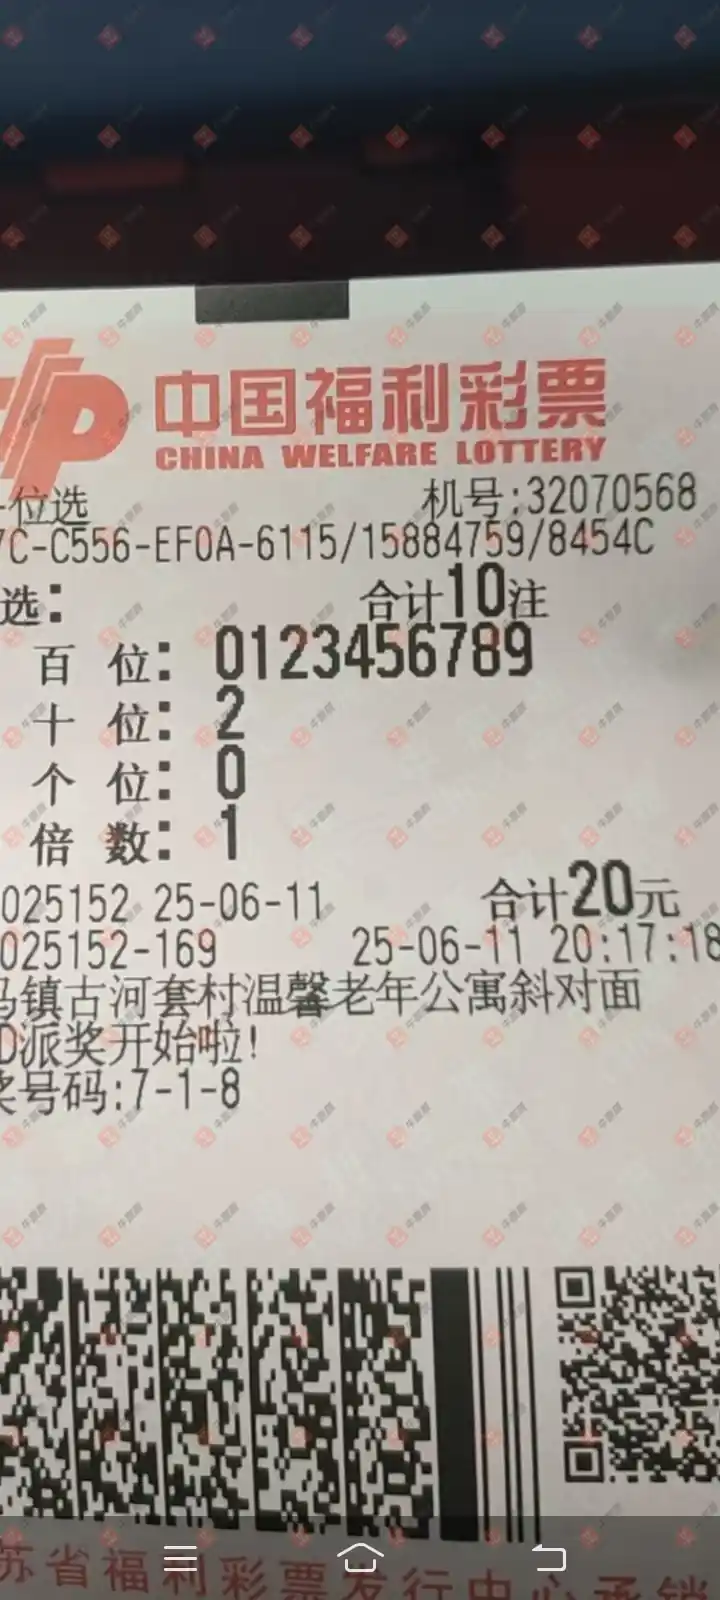 中国福利彩票
CHINA WELFARE LOTTERY
位选 机号:32070568
7C-C556-EF0A-6115/15884759/8454C
选: 合计10注
百位: 0123456789
十位: 2
个位: 0
倍数: 1
025152 25-06-11 合计20元
025152-169 25-06-11 20:17:18
镇古河套村温馨老年公寓斜对面
D派奖开始啦!
奖号码:7-1-8
苏省福利彩票发行中心承销